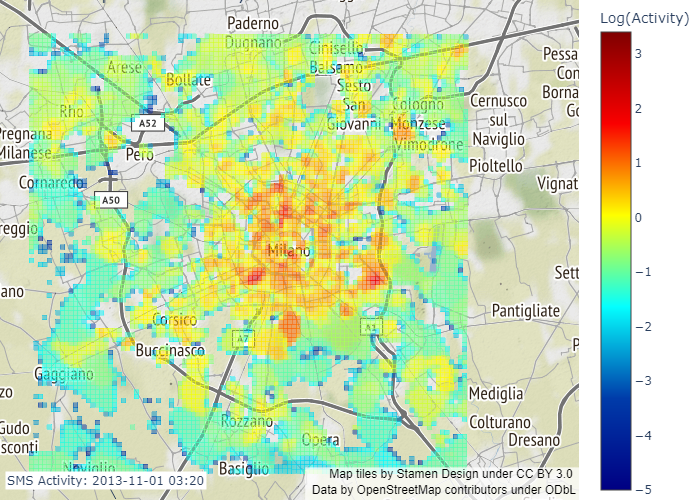 Log(Activity)
3
2
1
0
−1
−2
−3
−4
−5
Paderno
Dugnano
Cinisello
Balsamo
Arese
Bollate
Sesto
San
Giovanni
Rho
A52
Cologno
Monzese
Vimodrone
Cernusco
sul
Naviglio
Pessa
Con
Borna
Go
Pregnana
Milanese
Pero
Pioltello
Cornaredo
A50
Vignat
reggio
Milano
Sett
ano
Pantigliate
Corsico
A7
A1
Buccinasco
P
Gaggiano
Mediglia
zo
Rozzano
Colturano
Gudo
sconti
Opera
Dresano
Naviglio
Basiglio
SMS Activity: 2013-11-01 03:20
Map tiles by Stamen Design under CC BY 3.0
Data by OpenStreetMap contributors under ODbL